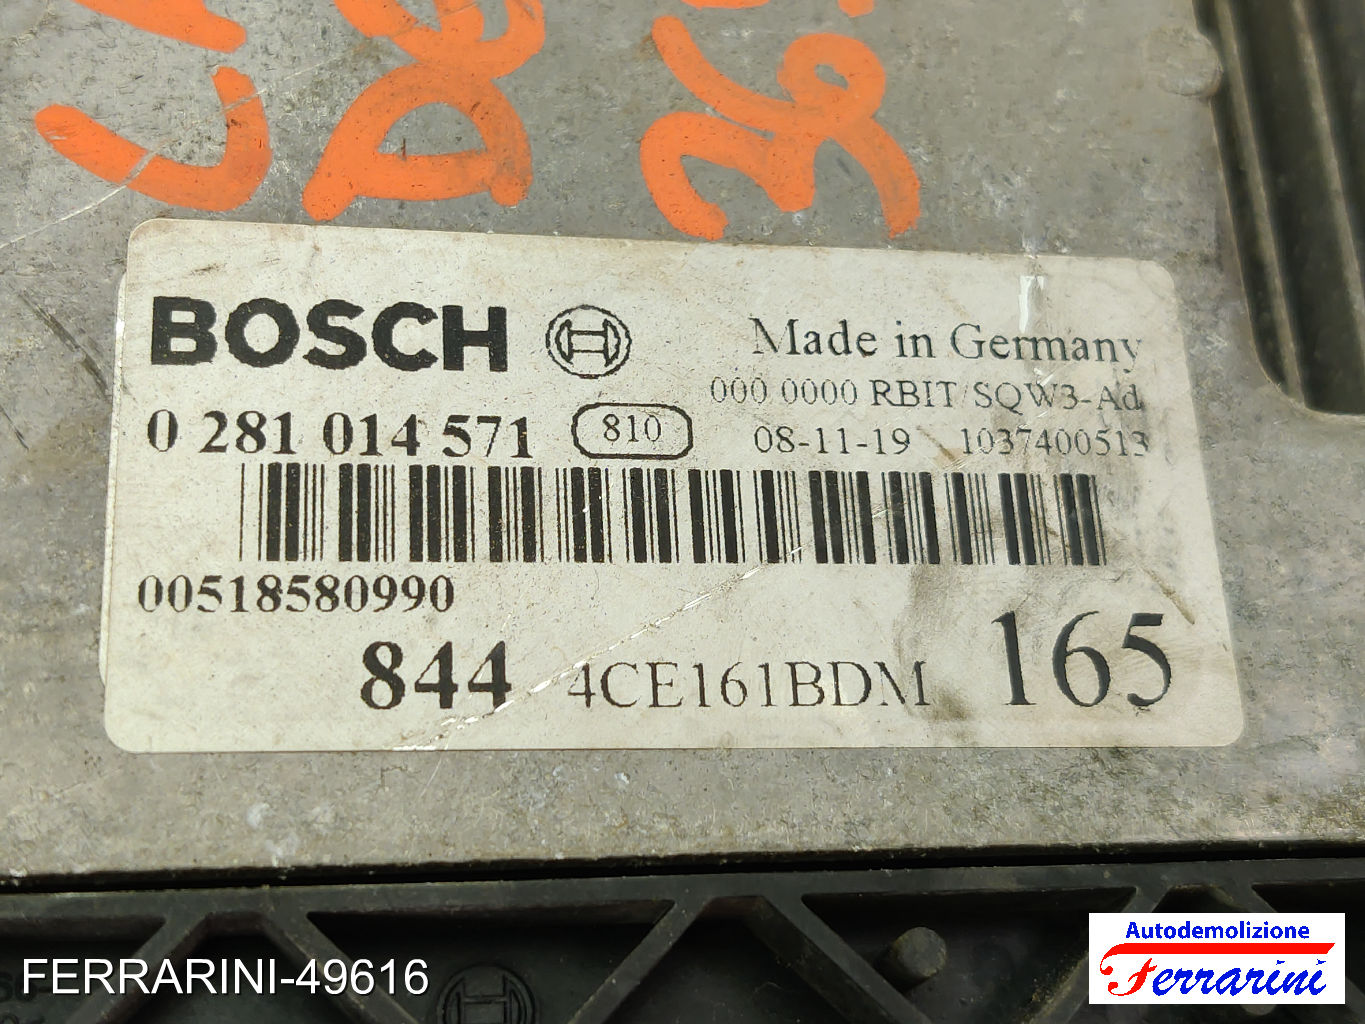 BOSCH
Made in Germany
000 0000 RBIT/SQW3-Ad
0 281 014 571 810 08-11-19 1037400513
00518580990
844 4CE161BDM 165
FERRARINI-49616
Autodemolizione
Ferrarini